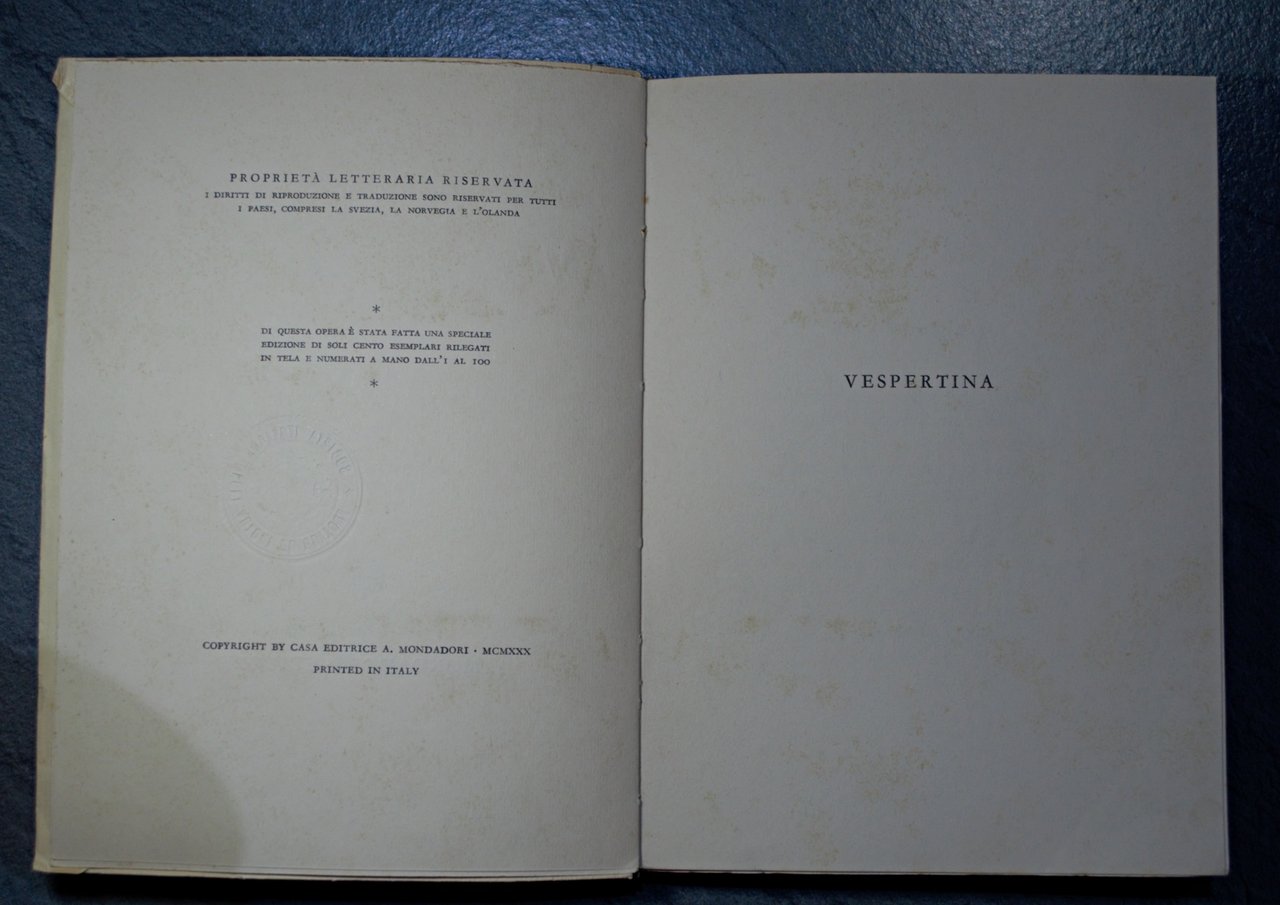 PROPRIETÀ LETTERARIA RISERVATA
I DIRITTI DI RIPRODUZIONE E TRADUZIONE SONO RISERVATI PER TUTTI
I PAESI, COMPRESI LA SVEZIA, LA NORVEGIA E L'OLANDA
*
DI QUESTA OPERA È STATA FATTA UNA SPECIALE
EDIZIONE DI SOLI CENTO ESEMPLARI RILEGATI
IN TELA E NUMERATI A MANO DALL'1 AL 100
*
COPYRIGHT BY CASA EDITRICE A. MONDADORI · MCMXXX
PRINTED IN ITALY
VESPERTINA